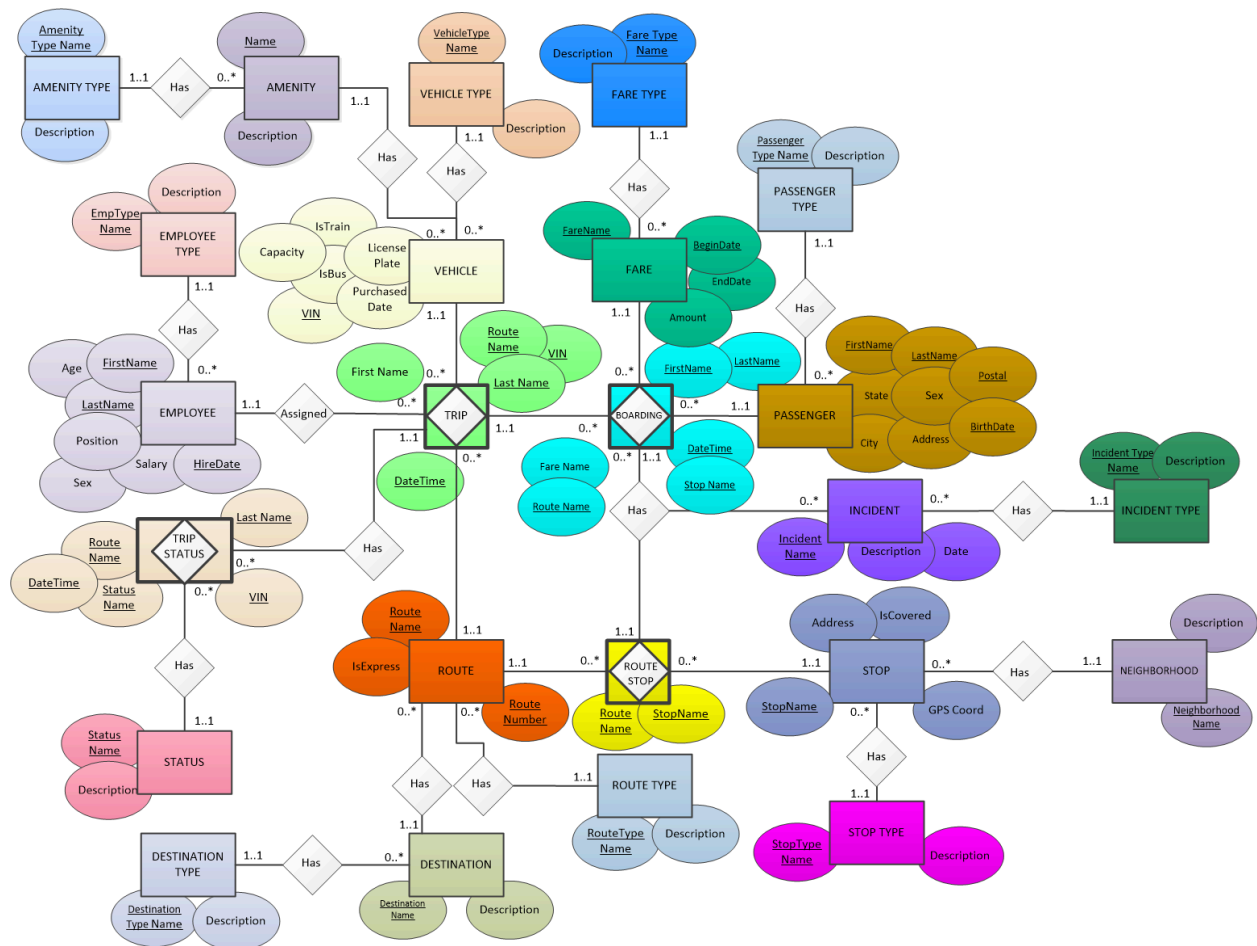 Amenity
Type Name
AMENITY TYPE
Description
1..1
Has
0..*
Name
AMENITY
Description
1..1
Has
VehicleType
Name
VEHICLE TYPE
Description
1..1
Has
0..*
0..*
Description
Fare Type
Name
FARE TYPE
1..1
Has
0..*
Passenger
Type Name
Description
PASSENGER
TYPE
1..1
Has
0..*
Description
EmpType
Name
EMPLOYEE
TYPE
1..1
Has
0..*
IsTrain
Capacity
License
Plate
IsBus
Purchased
Date
VIN
VEHICLE
1..1
0..*
FareName
BeginDate
FARE
EndDate
Amount
1..1
0..*
Age
FirstName
LastName
EMPLOYEE
Position
Salary
HireDate
Sex
1..1
Assigned
0..*
First Name
Route
Name
VIN
Last Name
TRIP
DateTime
1..1
0..*
1..1
0..*
FirstName
LastName
BOARDING
Fare Name
Route Name
DateTime
Stop Name
0..*
1..1
0..*
1..1
FirstName
LastName
Postal
State
Sex
PASSENGER
City
Address
BirthDate
Has
0..*
INCIDENT
Incident
Name
Description
Date
0..*
Has
1..1
Incident Type
Name
Description
INCIDENT TYPE
Last Name
TRIP
STATUS
Route
Name
DateTime
Status
Name
VIN
0..*
Has
0..*
Has
1..1
Status
Name
STATUS
Description
1..1
Route
Name
IsExpress
ROUTE
Route
Number
1..1
0..*
1..1
ROUTE
STOP
Route
Name
StopName
0..*
1..1
Address
IsCovered
STOP
StopName
GPS Coord
0..*
Has
1..1
Description
NEIGHBORHOOD
Neighborhood
Name
0..*
Has
1..1
0..*
Has
1..1
ROUTE TYPE
RouteType
Name
Description
0..*
Has
1..1
STOP TYPE
StopType
Name
Description
DESTINATION
TYPE
1..1
Has
0..*
DESTINATION
Destination
Type Name
Description
Destination
Name
Description